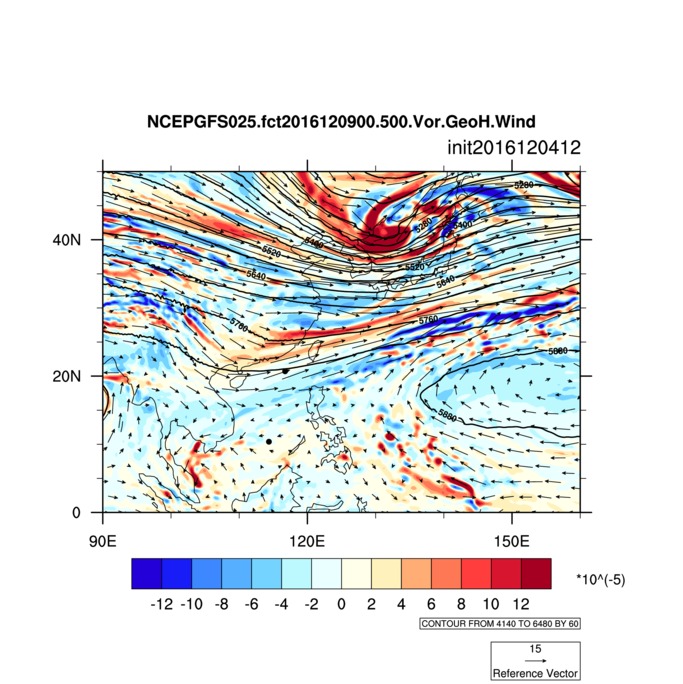 NCEPGFS025.fct2016120900.500.Vor.GeoH.Wind
init2016120412
5280
5280
5400
5520
5520
5640
5640
5760
5760
5880
5880
40N
20N
0
90E 120E 150E
-12 -10 -8 -6 -4 -2 0 2 4 6 8 10 12
*10^(-5)
CONTOUR FROM 4140 TO 6480 BY 60
15
Reference Vector